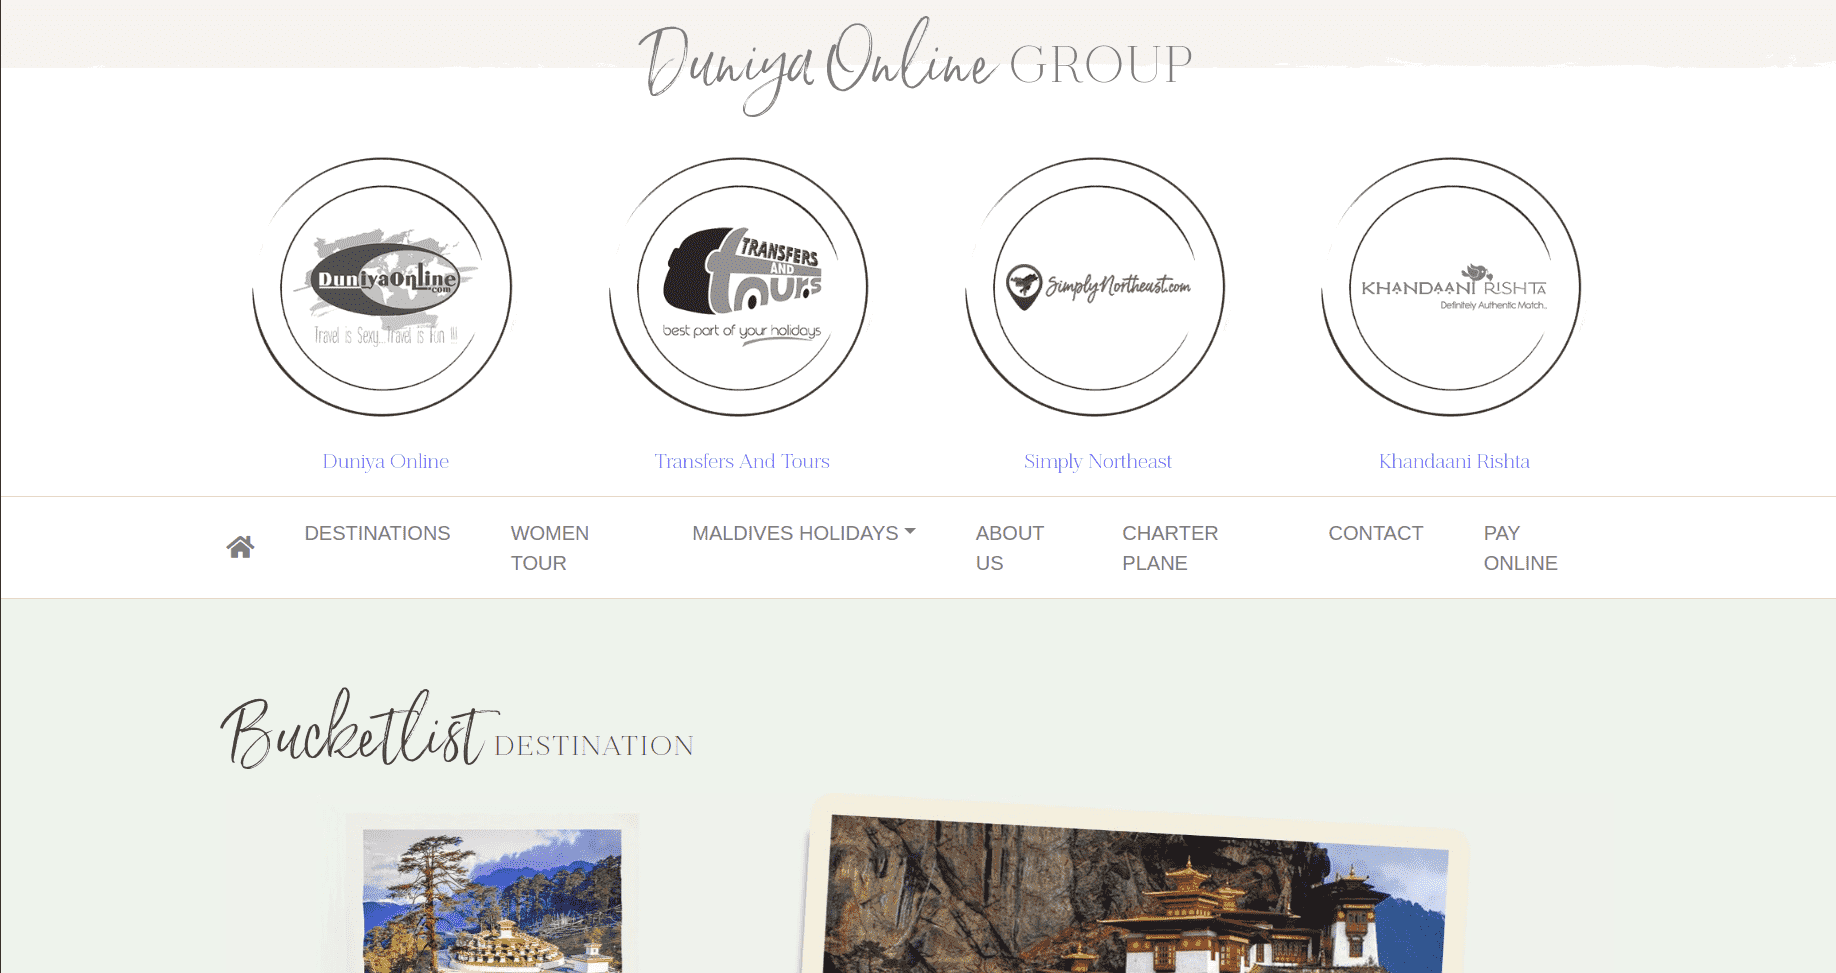 Duniya Online GROUP
DuniyaOnline
.com
Travel is Sexy...Travel is Fun !!!
TRANSFERS
AND
Tours
best part of your holidays
SimplyNortheast.com
KHANDAANI RISHTA
Definitely Authentic Match..
Duniya Online
Transfers And Tours
Simply Northeast
Khandaani Rishta
DESTINATIONS
WOMEN
TOUR
MALDIVES HOLIDAYS
ABOUT
US
CHARTER
PLANE
CONTACT
PAY
ONLINE
Bucketlist DESTINATION